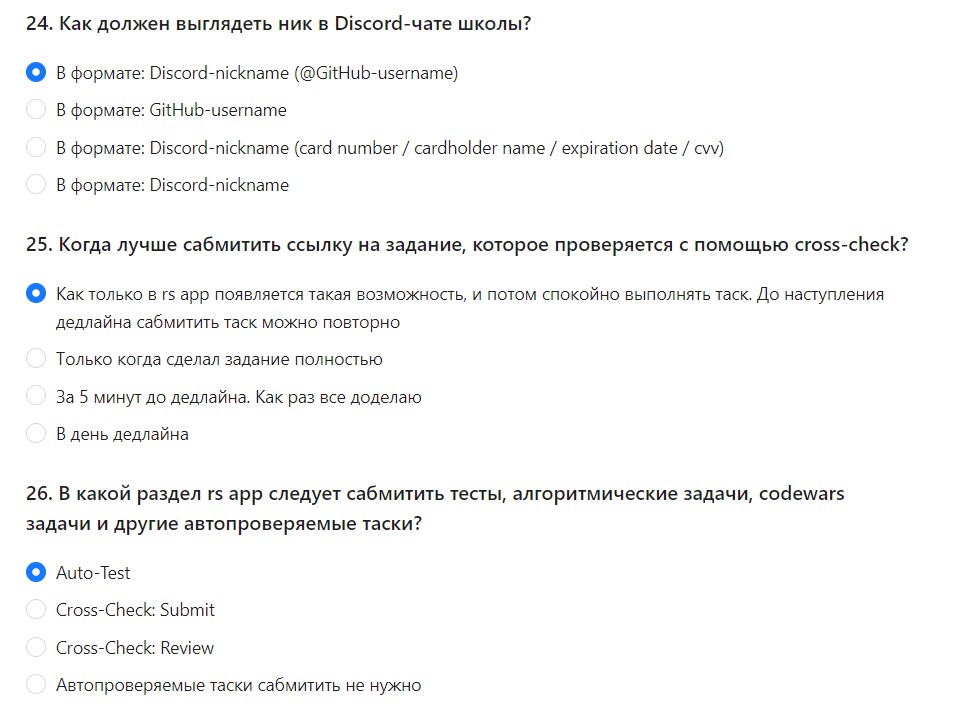 24. Как должен выглядеть ник в Discord-чате школы?
В формате: Discord-nickname (@GitHub-username)
В формате: GitHub-username
В формате: Discord-nickname (card number / cardholder name / expiration date / cvv)
В формате: Discord-nickname
25. Когда лучше сабмитить ссылку на задание, которое проверяется с помощью cross-check?
Как только в rs app появляется такая возможность, и потом спокойно выполнять таск. До наступления
дедлайна сабмитить таск можно повторно
Только когда сделал задание полностью
За 5 минут до дедлайна. Как раз все доделаю
В день дедлайна
26. В какой раздел rs app следует сабмитить тесты, алгоритмические задачи, codewars
задачи и другие автопроверяемые таски?
Auto-Test
Cross-Check: Submit
Cross-Check: Review
Автопроверяемые таски сабмитить не нужно